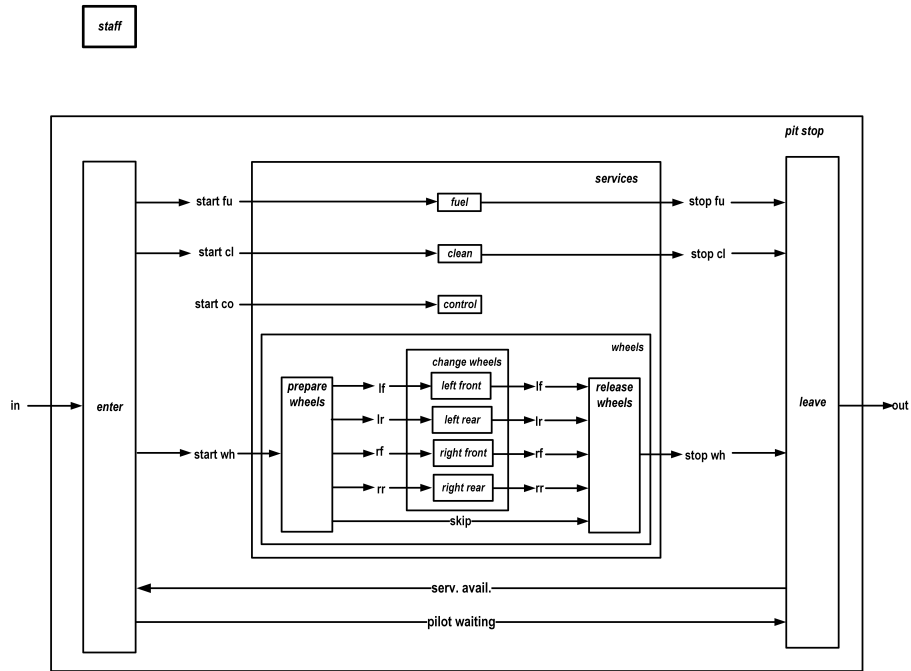 staff
pit stop
services
start fu
fuel
stop fu
start cl
clean
stop cl
start co
control
wheels
change wheels
prepare
wheels
lf
left front
lf
release
wheels
in
enter
leave
out
lr
left rear
lr
start wh
rf
right front
rf
stop wh
rr
right rear
rr
skip
serv. avail.
pilot waiting